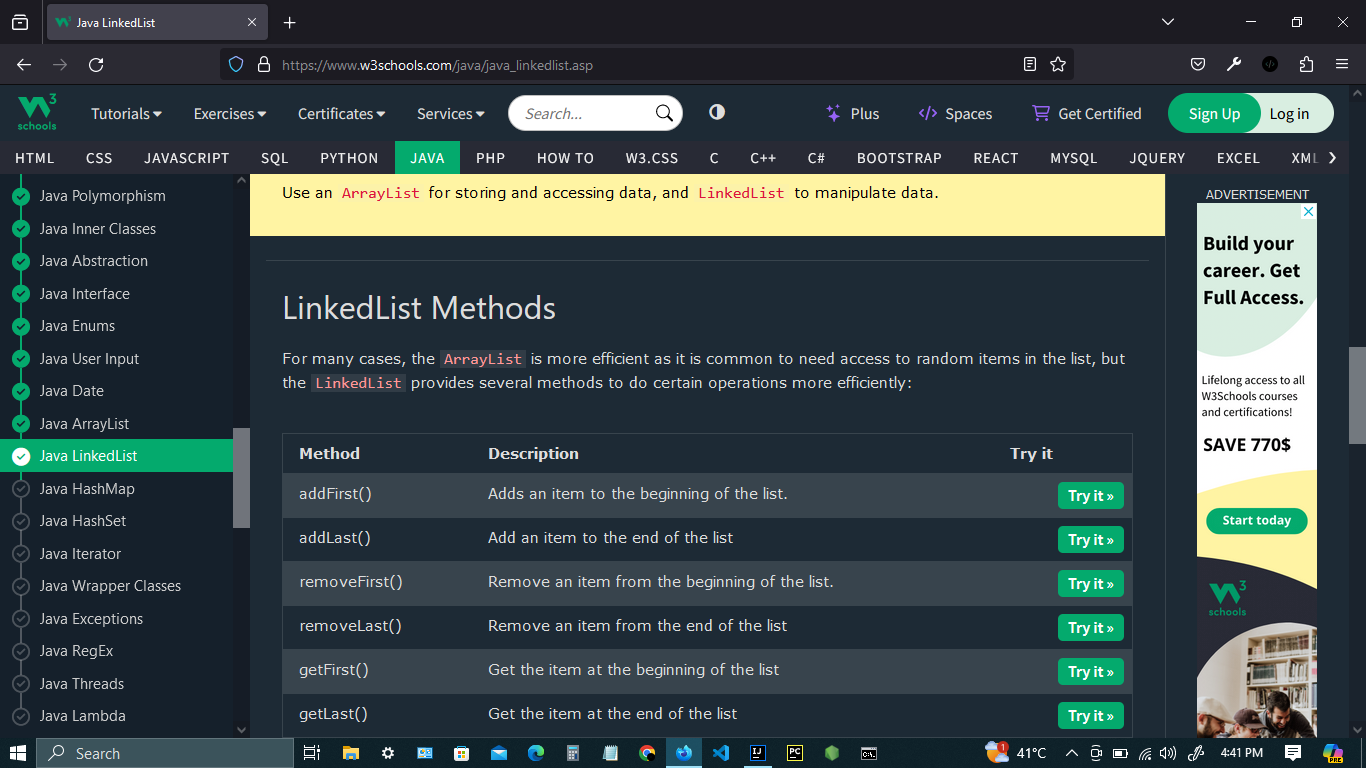 Java LinkedList
https://www.w3schools.com/java/java_linkedlist.asp
3
schools
Tutorials
Exercises
Certificates
Services
Search...
Plus
Spaces
Get Certified
Sign Up
Log in
HTML CSS JAVASCRIPT SQL PYTHON JAVA PHP HOW TO W3.CSS C C++ C# BOOTSTRAP REACT MYSQL JQUERY EXCEL XML
Java Polymorphism
Java Inner Classes
Java Abstraction
Java Interface
Java Enums
Java User Input
Java Date
Java ArrayList
Java LinkedList
Java HashMap
Java HashSet
Java Iterator
Java Wrapper Classes
Java Exceptions
Java RegEx
Java Threads
Java Lambda
Use an ArrayList for storing and accessing data, and LinkedList to manipulate data.
LinkedList Methods
For many cases, the ArrayList is more efficient as it is common to need access to random items in the list, but
the LinkedList provides several methods to do certain operations more efficiently:
Method Description Try it
addFirst() Adds an item to the beginning of the list. Try it »
addLast() Add an item to the end of the list Try it »
removeFirst() Remove an item from the beginning of the list. Try it »
removeLast() Remove an item from the end of the list Try it »
getFirst() Get the item at the beginning of the list Try it »
getLast() Get the item at the end of the list Try it »
ADVERTISEMENT
Build your
career. Get
Full Access.
Lifelong access to all
W3Schools courses
and certifications!
SAVE 770$
Start today
3
schools
Search
1
41°C
4:41 PM
PRE